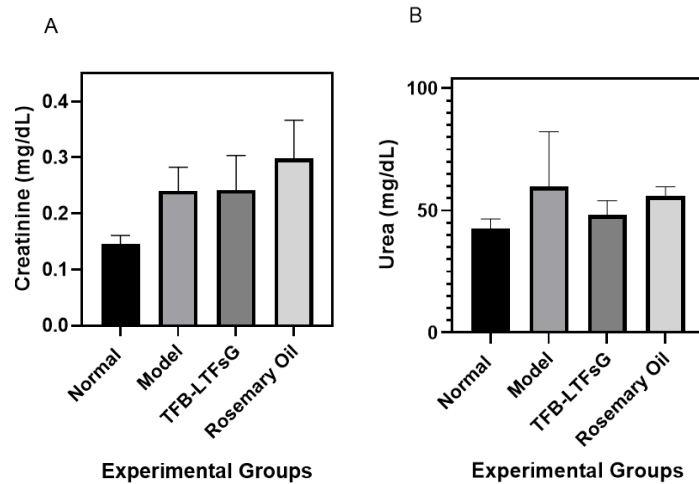 A
Creatinine (mg/dL)
0.4
0.3
0.2
0.1
0.0
Normal
Model
TFB-LTFsG
Rosemary Oil
Experimental Groups
B
Urea (mg/dL)
100
50
0
Normal
Model
TFB-LTFsG
Rosemary Oil
Experimental Groups